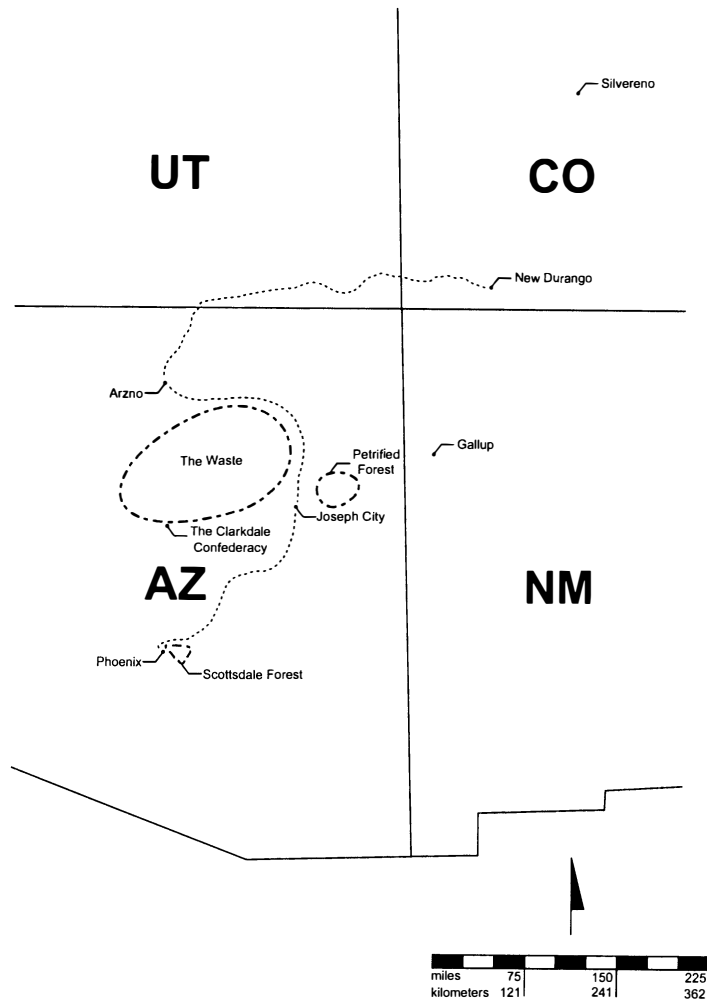 Silvereno
UT
CO
New Durango
Arzno
The Waste
Petrified
Forest
Gallup
Joseph City
The Clarkdale
Confederacy
AZ
NM
Phoenix
Scottsdale Forest
miles 75 150 225
kilometers 121 241 362